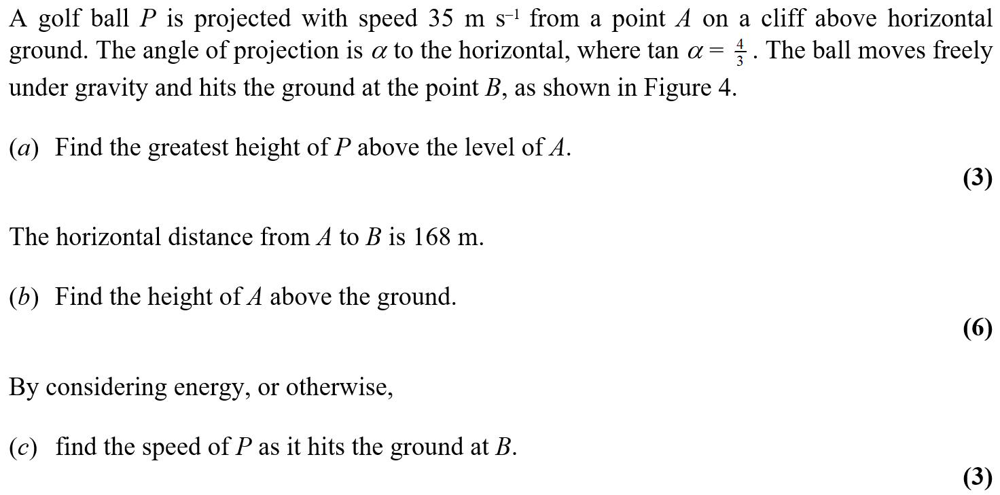 A golf ball P is projected with speed 35 m s⁻¹ from a point A on a cliff above horizontal
ground. The angle of projection is α to the horizontal, where tan α = 4/3 . The ball moves freely
under gravity and hits the ground at the point B, as shown in Figure 4.
(a) Find the greatest height of P above the level of A.
(3)
The horizontal distance from A to B is 168 m.
(b) Find the height of A above the ground.
(6)
By considering energy, or otherwise,
(c) find the speed of P as it hits the ground at B.
(3)